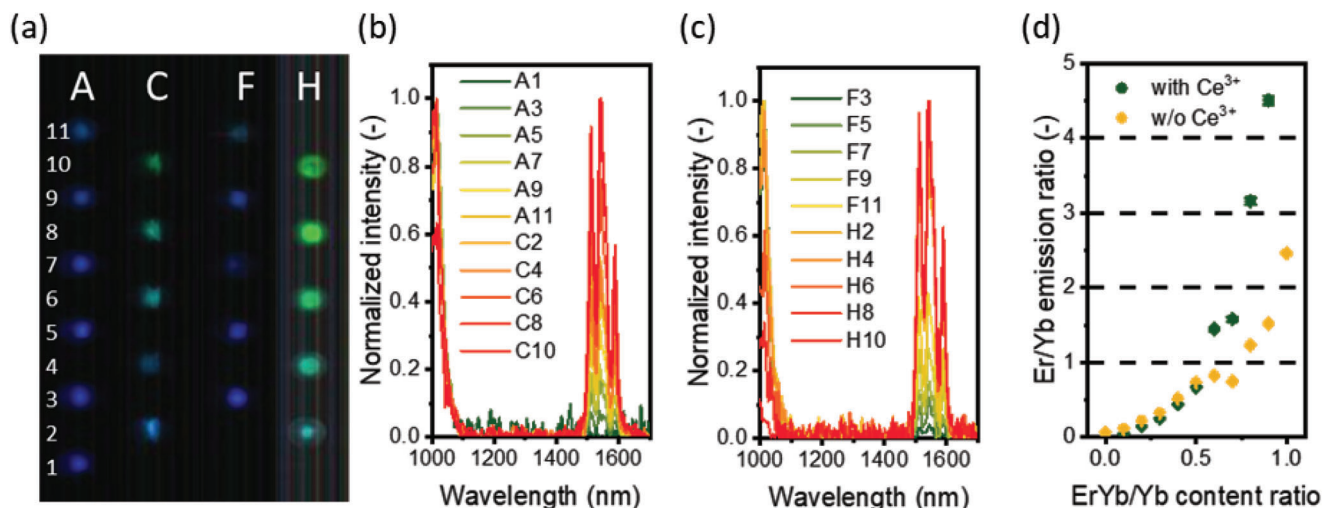 (a)
A C F H
11
10
9
8
7
6
5
4
3
2
1
(b)
Normalized intensity (-)
1.0
0.8
0.6
0.4
0.2
0.0
A1
A3
A5
A7
A9
A11
C2
C4
C6
C8
C10
1000 1200 1400 1600
Wavelength (nm)
(c)
Normalized intensity (-)
1.0
0.8
0.6
0.4
0.2
0.0
F3
F5
F7
F9
F11
H2
H4
H6
H8
H10
1000 1200 1400 1600
Wavelength (nm)
(d)
Er/Yb emission ratio (-)
5
4
3
2
1
0
with Ce³⁺
w/o Ce³⁺
0.0 0.5 1.0
ErYb/Yb content ratio